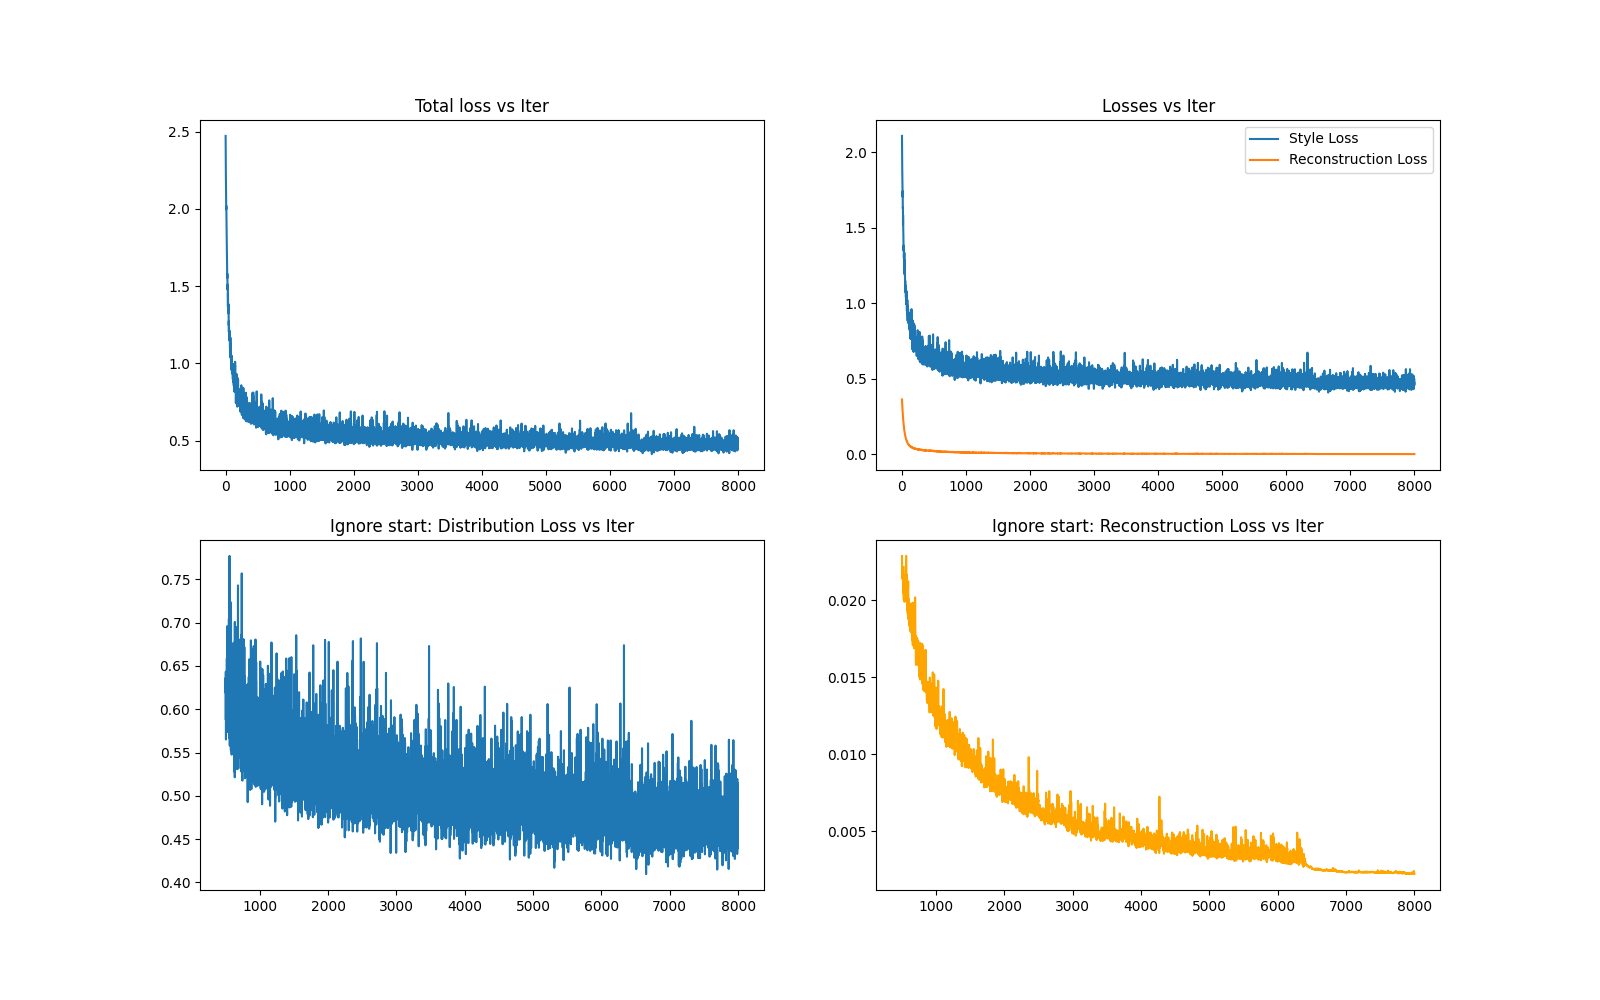 Total loss vs Iter
2.5
2.0
1.5
1.0
0.5
0 1000 2000 3000 4000 5000 6000 7000 8000
Losses vs Iter
Style Loss
Reconstruction Loss
2.0
1.5
1.0
0.5
0.0
0 1000 2000 3000 4000 5000 6000 7000 8000
Ignore start: Distribution Loss vs Iter
0.75
0.70
0.65
0.60
0.55
0.50
0.45
0.40
1000 2000 3000 4000 5000 6000 7000 8000
Ignore start: Reconstruction Loss vs Iter
0.020
0.015
0.010
0.005
1000 2000 3000 4000 5000 6000 7000 8000